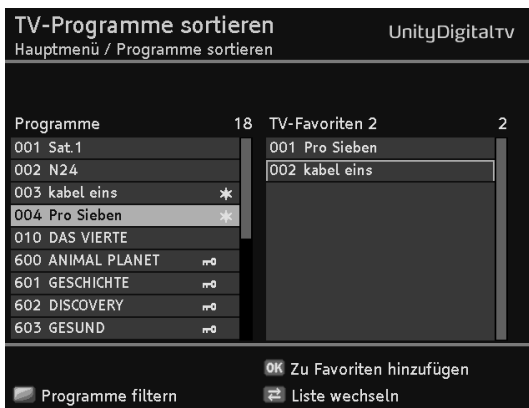 TV-Programme sortieren
UnityDigitalTV
Hauptmenü / Programme sortieren
Programme 18
001 Sat.1
002 N24
003 kabel eins
004 Pro Sieben
010 DAS VIERTE
600 ANIMAL PLANET
601 GESCHICHTE
602 DISCOVERY
603 GESUND
TV-Favoriten 2 2
001 Pro Sieben
002 kabel eins
OK Zu Favoriten hinzufügen
Programme filtern
Liste wechseln